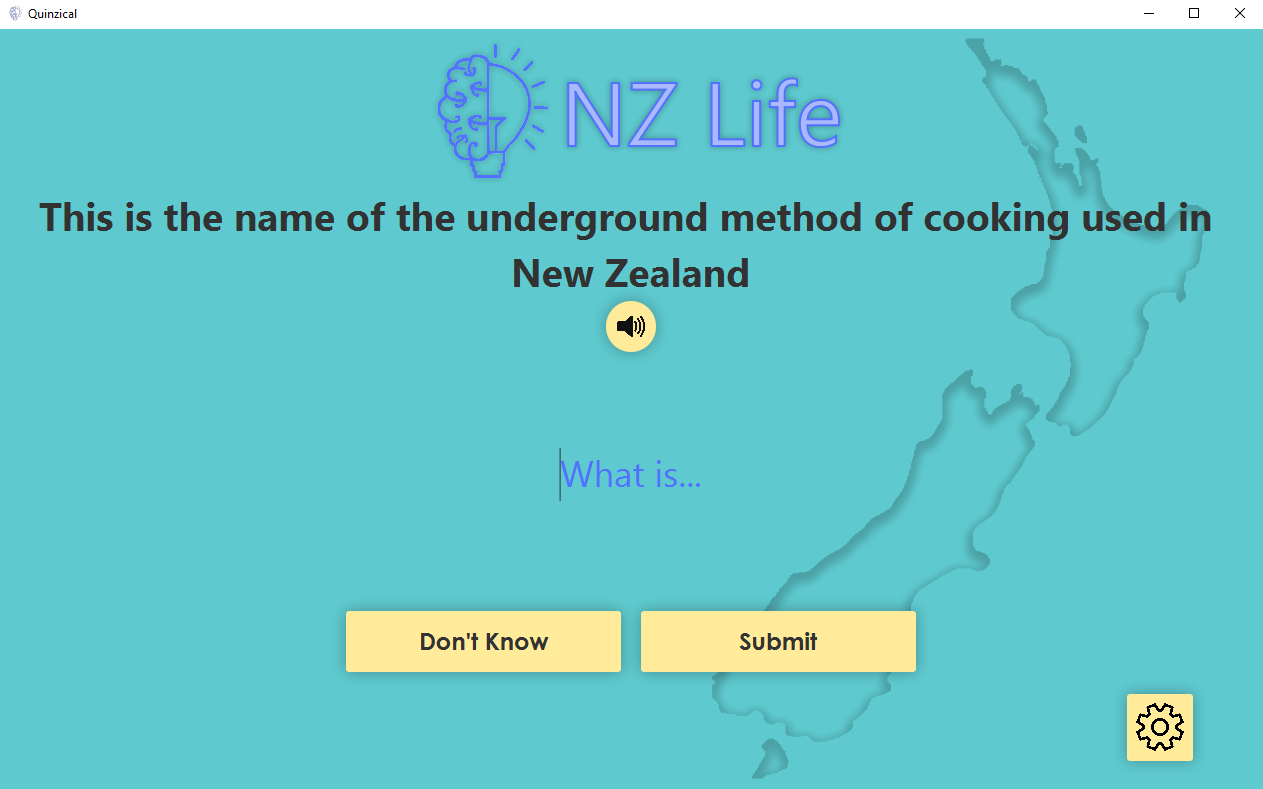 Quinzical
NZ Life
This is the name of the underground method of cooking used in
New Zealand
What is...
Don't Know
Submit